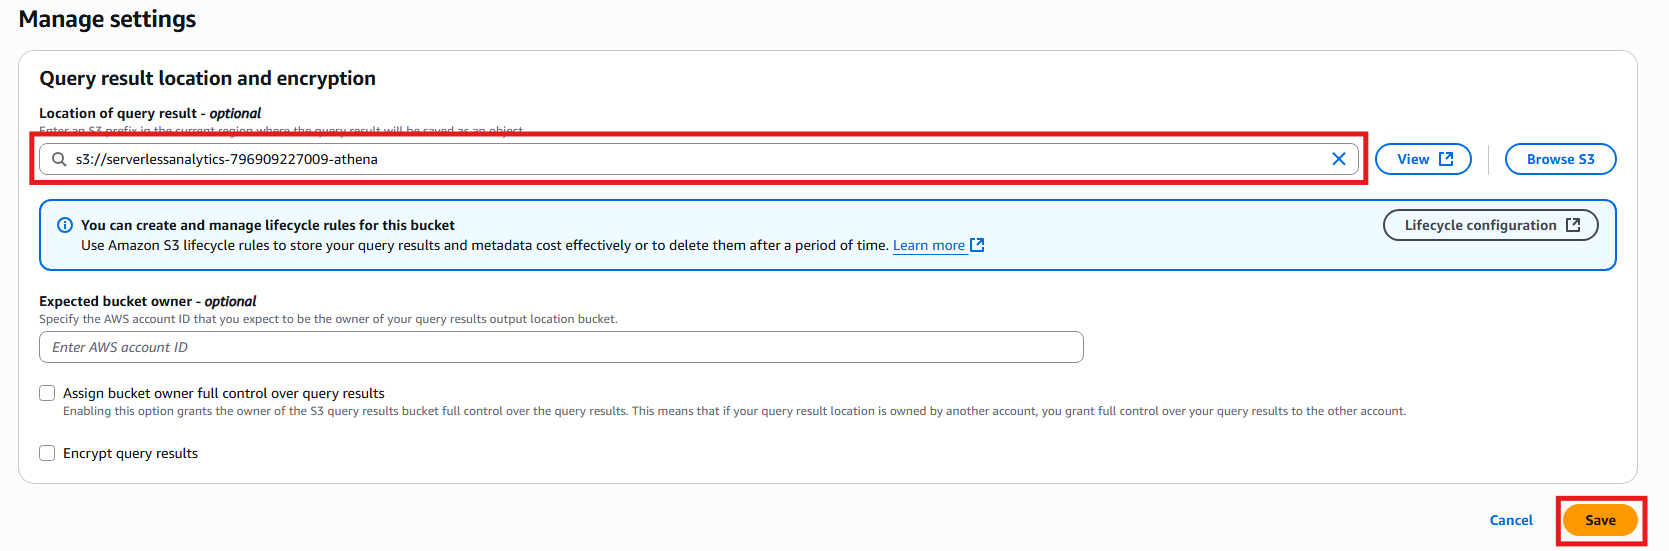 Manage settings
Query result location and encryption
Location of query result - optional
Enter an S3 prefix in the current region where the query result will be saved as an object
s3://serverlessanalytics-796909227009-athena
View
Browse S3
You can create and manage lifecycle rules for this bucket
Use Amazon S3 lifecycle rules to store your query results and metadata cost effectively or to delete them after a period of time. Learn more
Lifecycle configuration
Expected bucket owner - optional
Specify the AWS account ID that you expect to be the owner of your query results output location bucket.
Enter AWS account ID
Assign bucket owner full control over query results
Enabling this option grants the owner of the S3 query results bucket full control over the query results. This means that if your query result location is owned by another account, you grant full control over your query results to the other account.
Encrypt query results
Cancel
Save